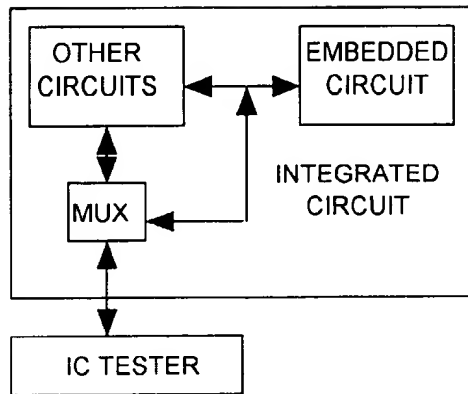 OTHER
CIRCUITS
EMBEDDED
CIRCUIT
INTEGRATED
CIRCUIT
MUX
IC TESTER